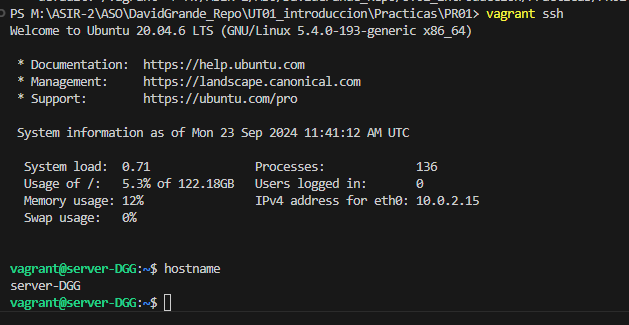 PS M:\ASIR-2\ASO\DavidGrande_Repo\UT01_introduccion\Practicas\PR01> vagrant ssh
Welcome to Ubuntu 20.04.6 LTS (GNU/Linux 5.4.0-193-generic x86_64)
* Documentation:  https://help.ubuntu.com
* Management:     https://landscape.canonical.com
* Support:        https://ubuntu.com/pro
System information as of Mon 23 Sep 2024 11:41:12 AM UTC
System load:  0.71                Processes:             136
Usage of /:   5.3% of 122.18GB   Users logged in:       0
Memory usage: 12%                 IPv4 address for eth0: 10.0.2.15
Swap usage:   0%
vagrant@server-DGG:~$ hostname
server-DGG
vagrant@server-DGG:~$